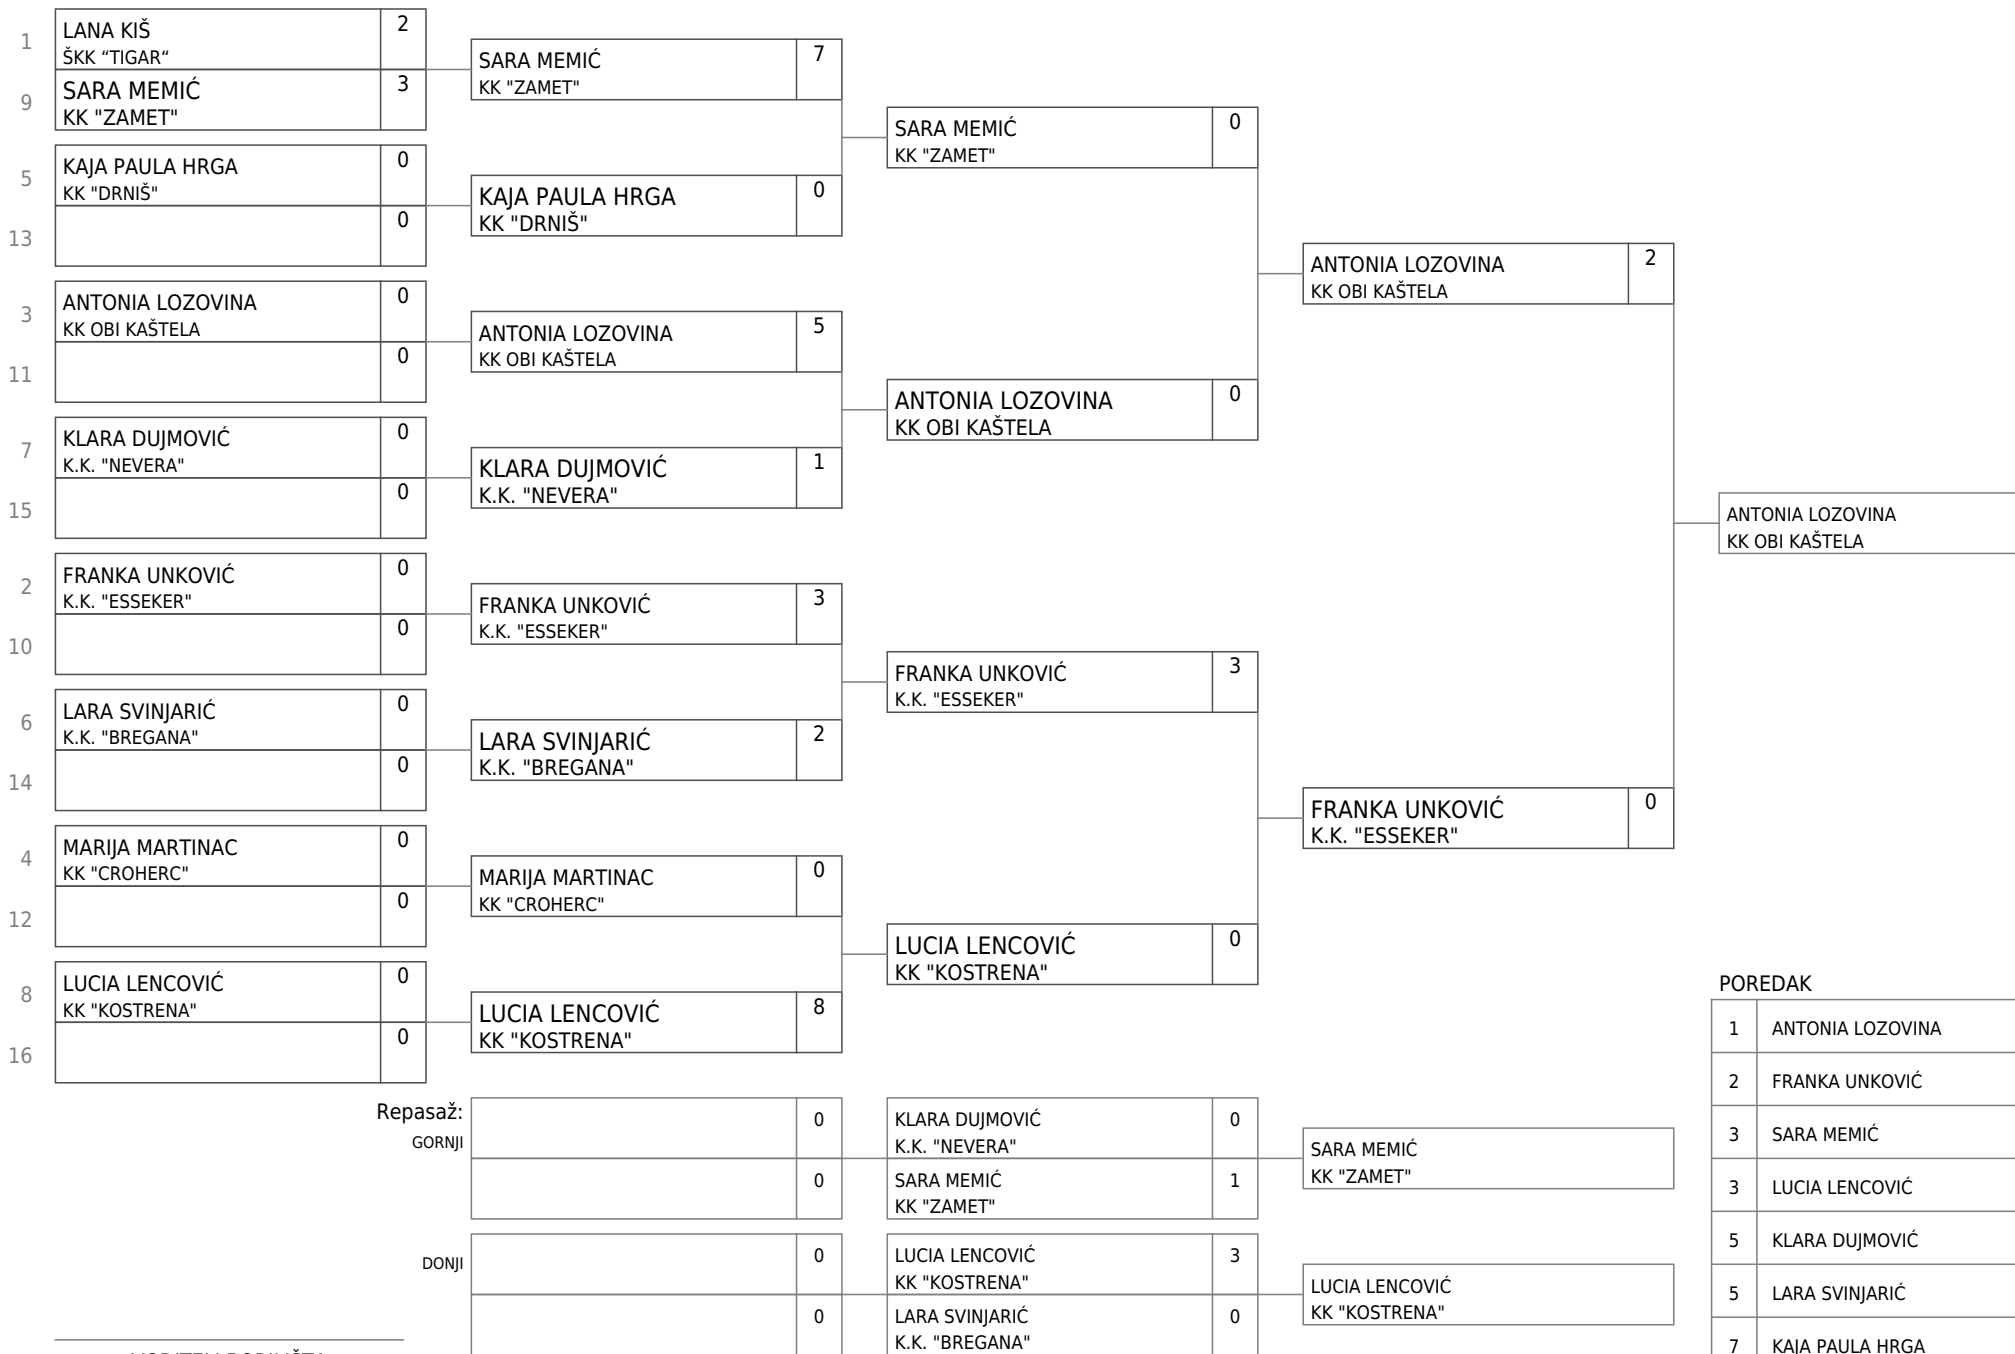 1
LANA KIŠ
2
ŠKK “TIGAR“
9
SARA MEMIĆ
3
KK "ZAMET"
5
KAJA PAULA HRGA
0
KK "DRNIŠ"
13
0
3
ANTONIA LOZOVINA
0
KK OBI KAŠTELA
11
0
7
KLARA DUJMOVIĆ
0
K.K. "NEVERA"
15
0
2
FRANKA UNKOVIĆ
0
K.K. "ESSEKER"
10
0
6
LARA SVINJARIĆ
0
K.K. "BREGANA"
14
0
4
MARIJA MARTINAC
0
KK "CROHERC"
12
0
8
LUCIA LENCOVIĆ
0
KK "KOSTRENA"
16
0
SARA MEMIĆ
7
KK "ZAMET"
KAJA PAULA HRGA
0
KK "DRNIŠ"
ANTONIA LOZOVINA
5
KK OBI KAŠTELA
KLARA DUJMOVIĆ
1
K.K. "NEVERA"
FRANKA UNKOVIĆ
3
K.K. "ESSEKER"
LARA SVINJARIĆ
2
K.K. "BREGANA"
MARIJA MARTINAC
0
KK "CROHERC"
LUCIA LENCOVIĆ
8
KK "KOSTRENA"
SARA MEMIĆ
0
KK "ZAMET"
ANTONIA LOZOVINA
0
KK OBI KAŠTELA
FRANKA UNKOVIĆ
3
K.K. "ESSEKER"
LUCIA LENCOVIĆ
0
KK "KOSTRENA"
ANTONIA LOZOVINA
2
KK OBI KAŠTELA
FRANKA UNKOVIĆ
0
K.K. "ESSEKER"
ANTONIA LOZOVINA
KK OBI KAŠTELA
Repasaž:
GORNJI
0
0
KLARA DUJMOVIĆ
0
K.K. "NEVERA"
SARA MEMIĆ
1
KK "ZAMET"
SARA MEMIĆ
KK "ZAMET"
DONJI
0
0
LUCIA LENCOVIĆ
3
KK "KOSTRENA"
LARA SVINJARIĆ
0
K.K. "BREGANA"
LUCIA LENCOVIĆ
KK "KOSTRENA"
POREDAK
1 ANTONIA LOZOVINA
2 FRANKA UNKOVIĆ
3 SARA MEMIĆ
3 LUCIA LENCOVIĆ
5 KLARA DUJMOVIĆ
5 LARA SVINJARIĆ
7 KAJA PAULA HRGA